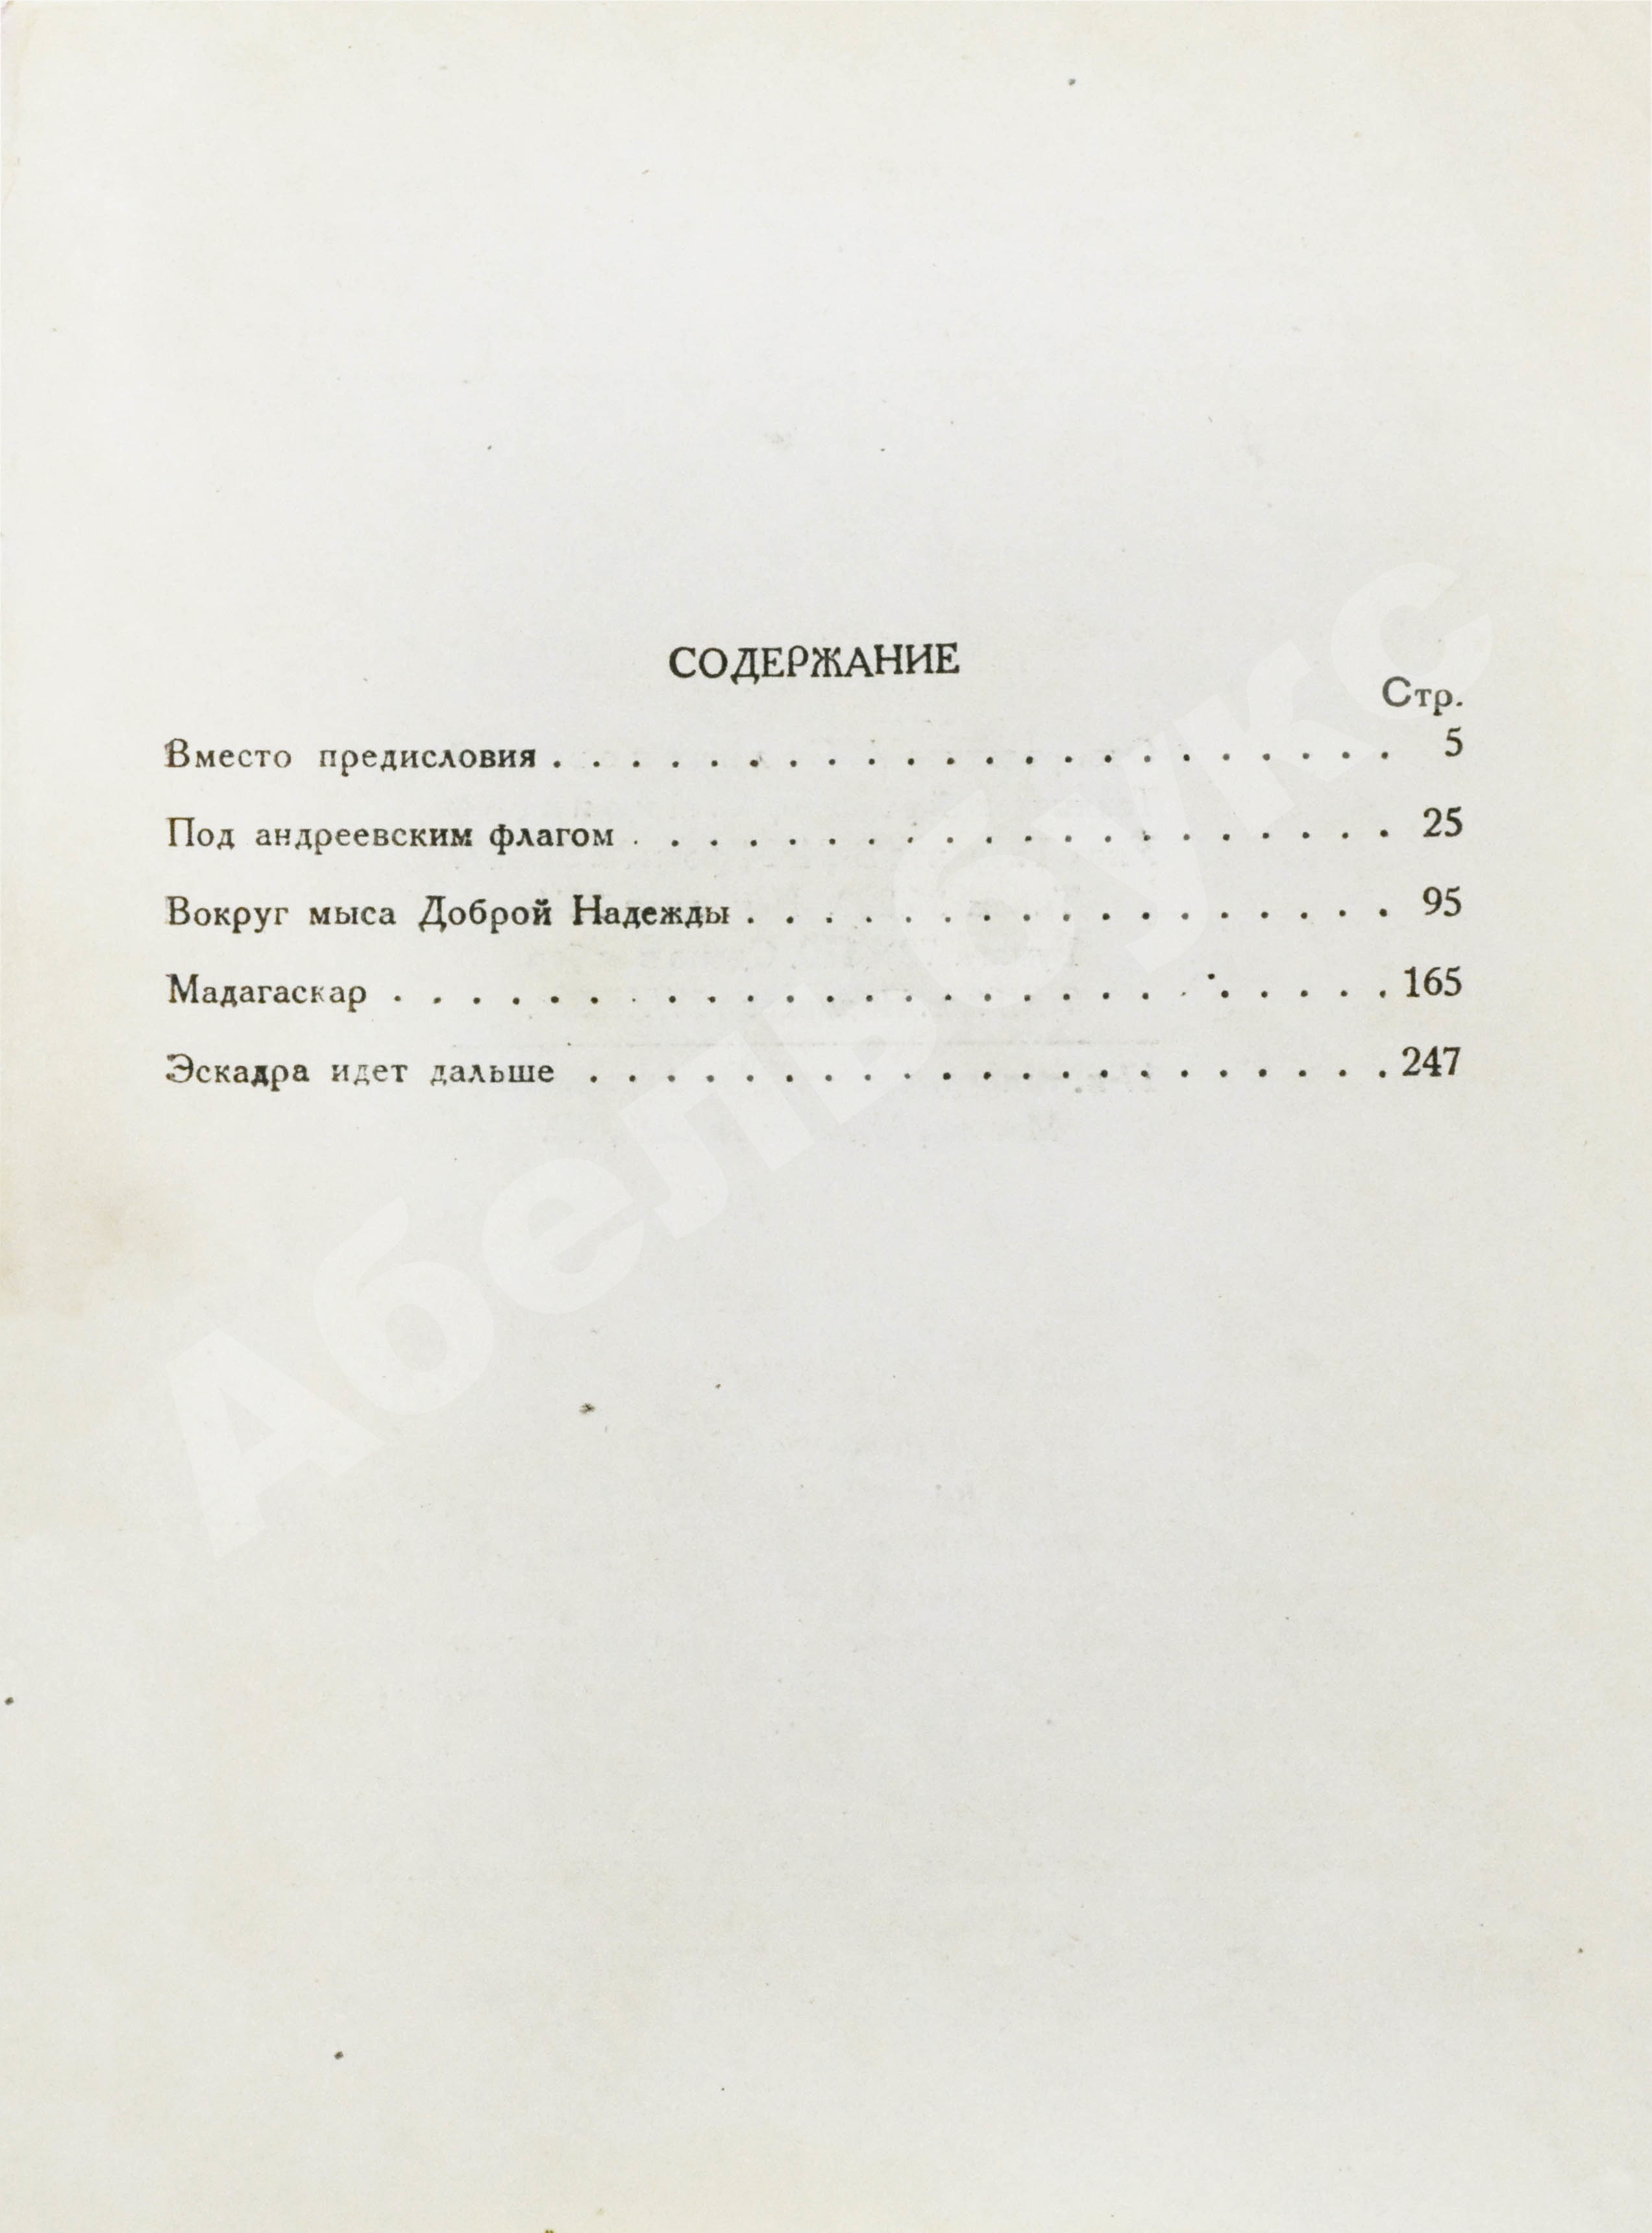 СОДЕРЖАНИЕ
Стр.
Вместо предисловия . . . . . . . . . . . . . . . . . . . . . . 5
Под андреевским флагом . . . . . . . . . . . . . . . . . . . . 25
Вокруг мыса Доброй Надежды . . . . . . . . . . . . . . . . . 95
Мадагаскар . . . . . . . . . . . . . . . . . . . . . . . . . . 165
Эскадра идет дальше . . . . . . . . . . . . . . . . . . . . . 247
Абельбукс